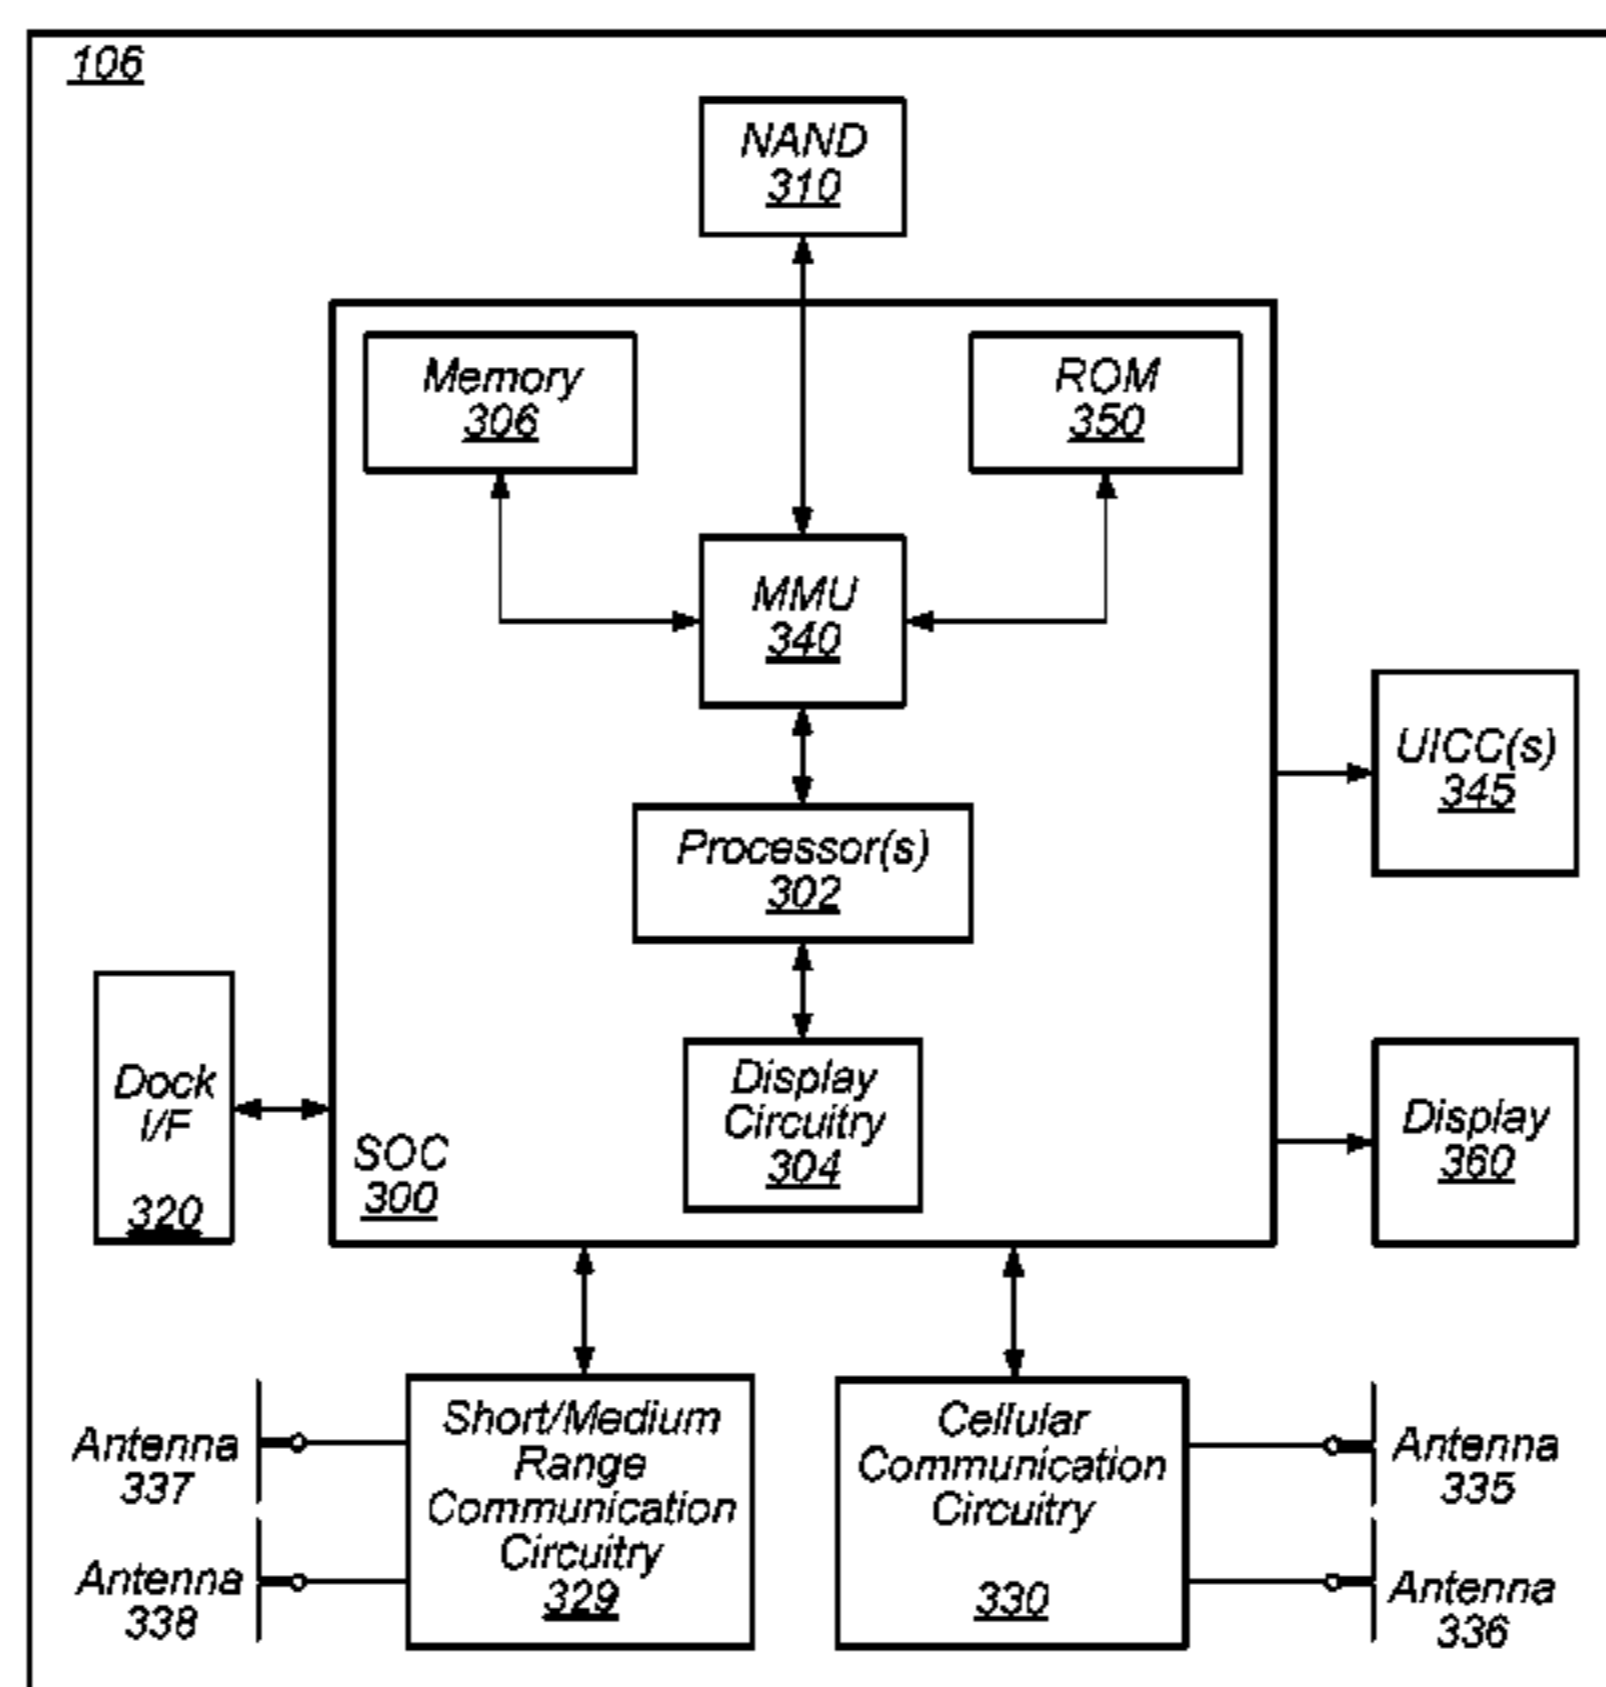 106
NAND
310
Memory
306
ROM
350
MMU
340
UICC(s)
345
Processor(s)
302
Dock
I/F
320
SOC
300
Display
Circuitry
304
Display
360
Antenna
337
Antenna
338
Short/Medium
Range
Communication
Circuitry
329
Cellular
Communication
Circuitry
330
Antenna
335
Antenna
336